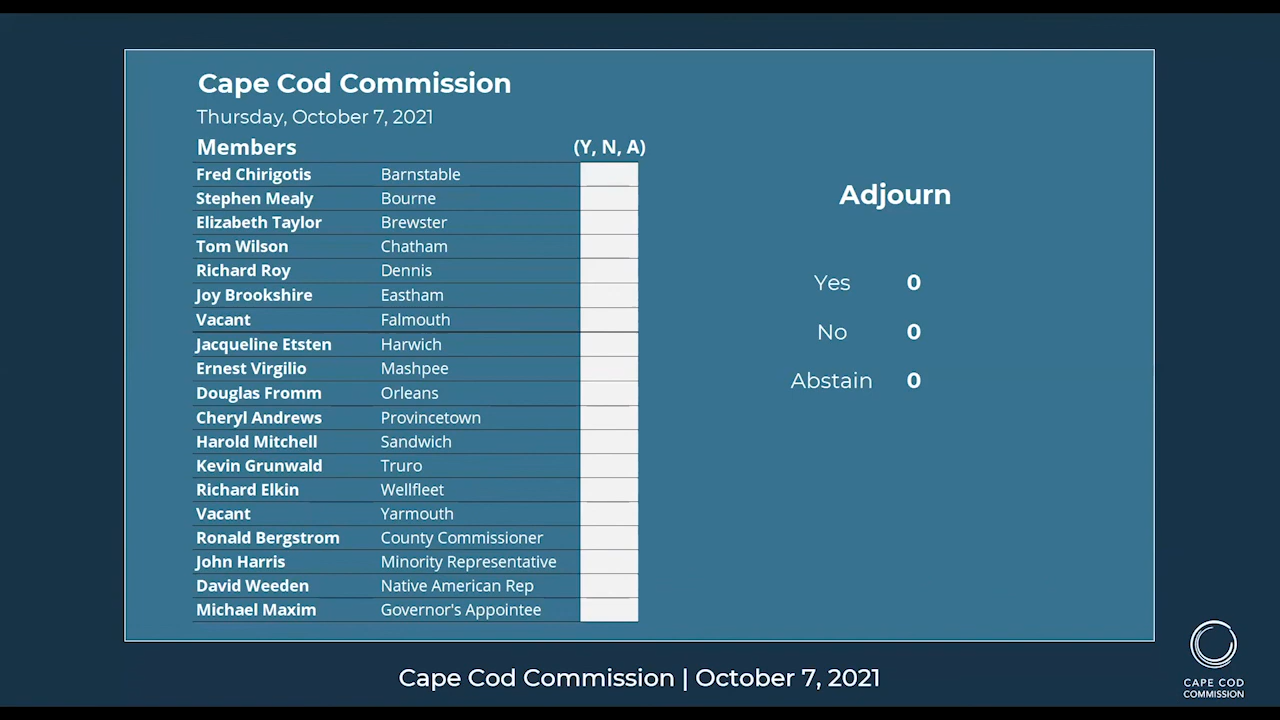 Cape Cod Commission
Thursday, October 7, 2021
Members (Y, N, A)
Fred Chirigotis Barnstable
Stephen Mealy Bourne
Elizabeth Taylor Brewster
Tom Wilson Chatham
Richard Roy Dennis
Joy Brookshire Eastham
Vacant Falmouth
Jacqueline Etsten Harwich
Ernest Virgilio Mashpee
Douglas Fromm Orleans
Cheryl Andrews Provincetown
Harold Mitchell Sandwich
Kevin Grunwald Truro
Richard Elkin Wellfleet
Vacant Yarmouth
Ronald Bergstrom County Commissioner
John Harris Minority Representative
David Weeden Native American Rep
Michael Maxim Governor's Appointee
Adjourn
Yes 0
No 0
Abstain 0
Cape Cod Commission | October 7, 2021
CAPE COD
COMMISSION